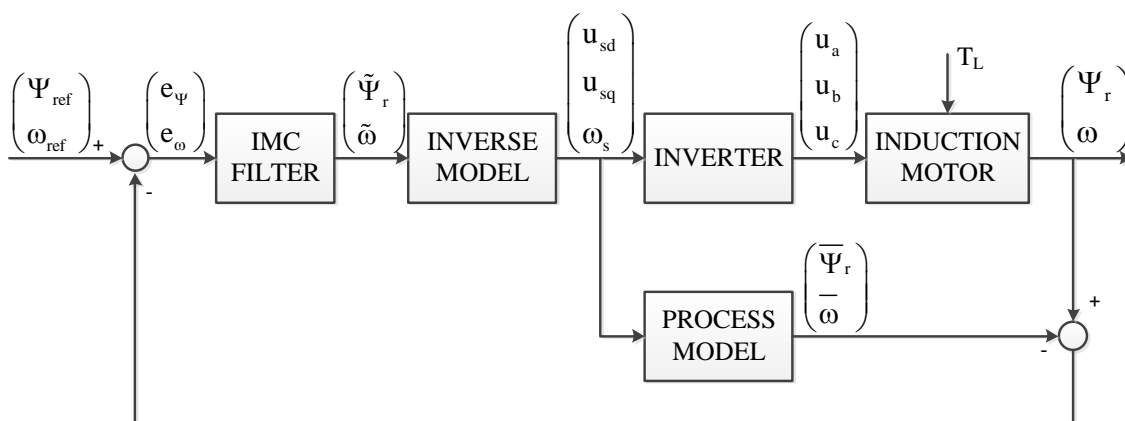 Ψref
ωref
+
-
eΨ
eω
IMC
FILTER
Ψ̃r
ω̃
INVERSE
MODEL
usd
usq
ωs
INVERTER
ua
ub
uc
TL
INDUCTION
MOTOR
Ψr
ω
PROCESS
MODEL
Ψ̅r
ω̅
+
-